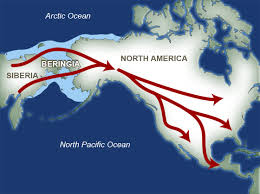 Arctic Ocean
NORTH AMERICA
BERINGIA
SIBERIA
North Pacific Ocean